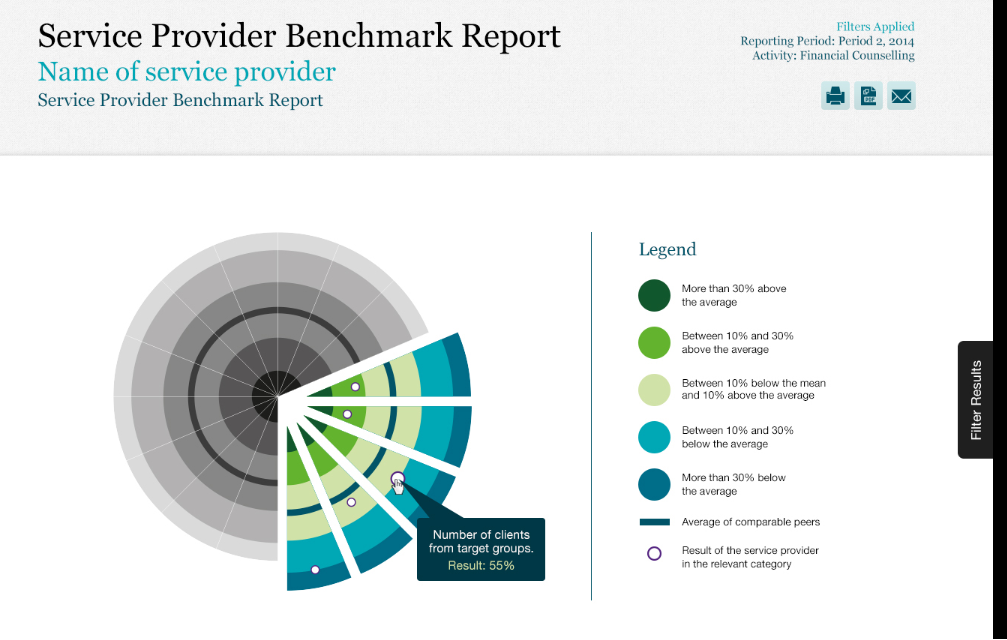 Service Provider Benchmark Report
Name of service provider
Service Provider Benchmark Report
Filters Applied
Reporting Period: Period 2, 2014
Activity: Financial Counselling
PDF
Legend
More than 30% above
the average
Between 10% and 30%
above the average
Between 10% below the mean
and 10% above the average
Between 10% and 30%
below the average
More than 30% below
the average
Average of comparable peers
Result of the service provider
in the relevant category
Number of clients
from target groups.
Result: 55%
Filter Results